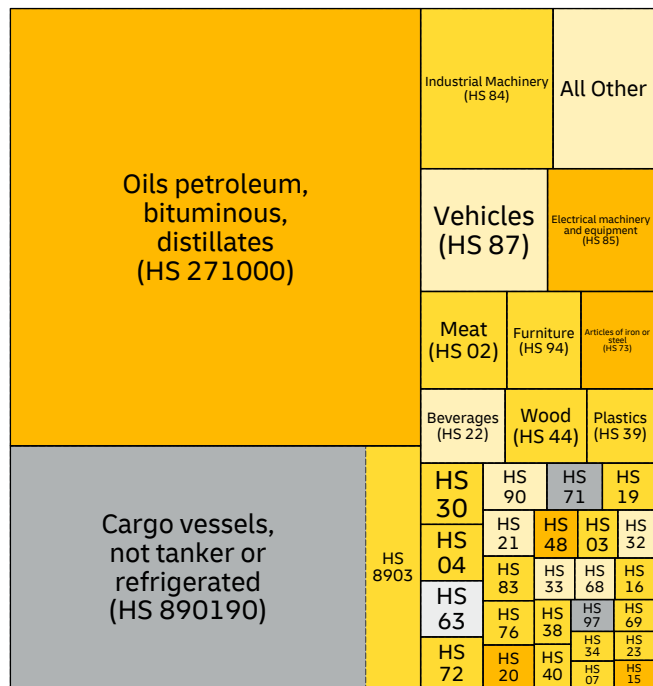 Oils petroleum,
bituminous,
distillates
(HS 271000)
Cargo vessels,
not tanker or
refrigerated
(HS 890190)
HS
8903
Industrial Machinery
(HS 84)
All Other
Vehicles
(HS 87)
Electrical machinery
and equipment
(HS 85)
Meat
(HS 02)
Furniture
(HS 94)
Articles of iron or
steel
(HS 73)
Beverages
(HS 22)
Wood
(HS 44)
Plastics
(HS 39)
HS
30
HS
04
HS
63
HS
72
HS
90
HS
71
HS
19
HS
21
HS
48
HS
03
HS
32
HS
83
HS
33
HS
68
HS
16
HS
76
HS
38
HS
97
HS
69
HS
34
HS
23
HS
20
HS
40
HS
07
HS
15